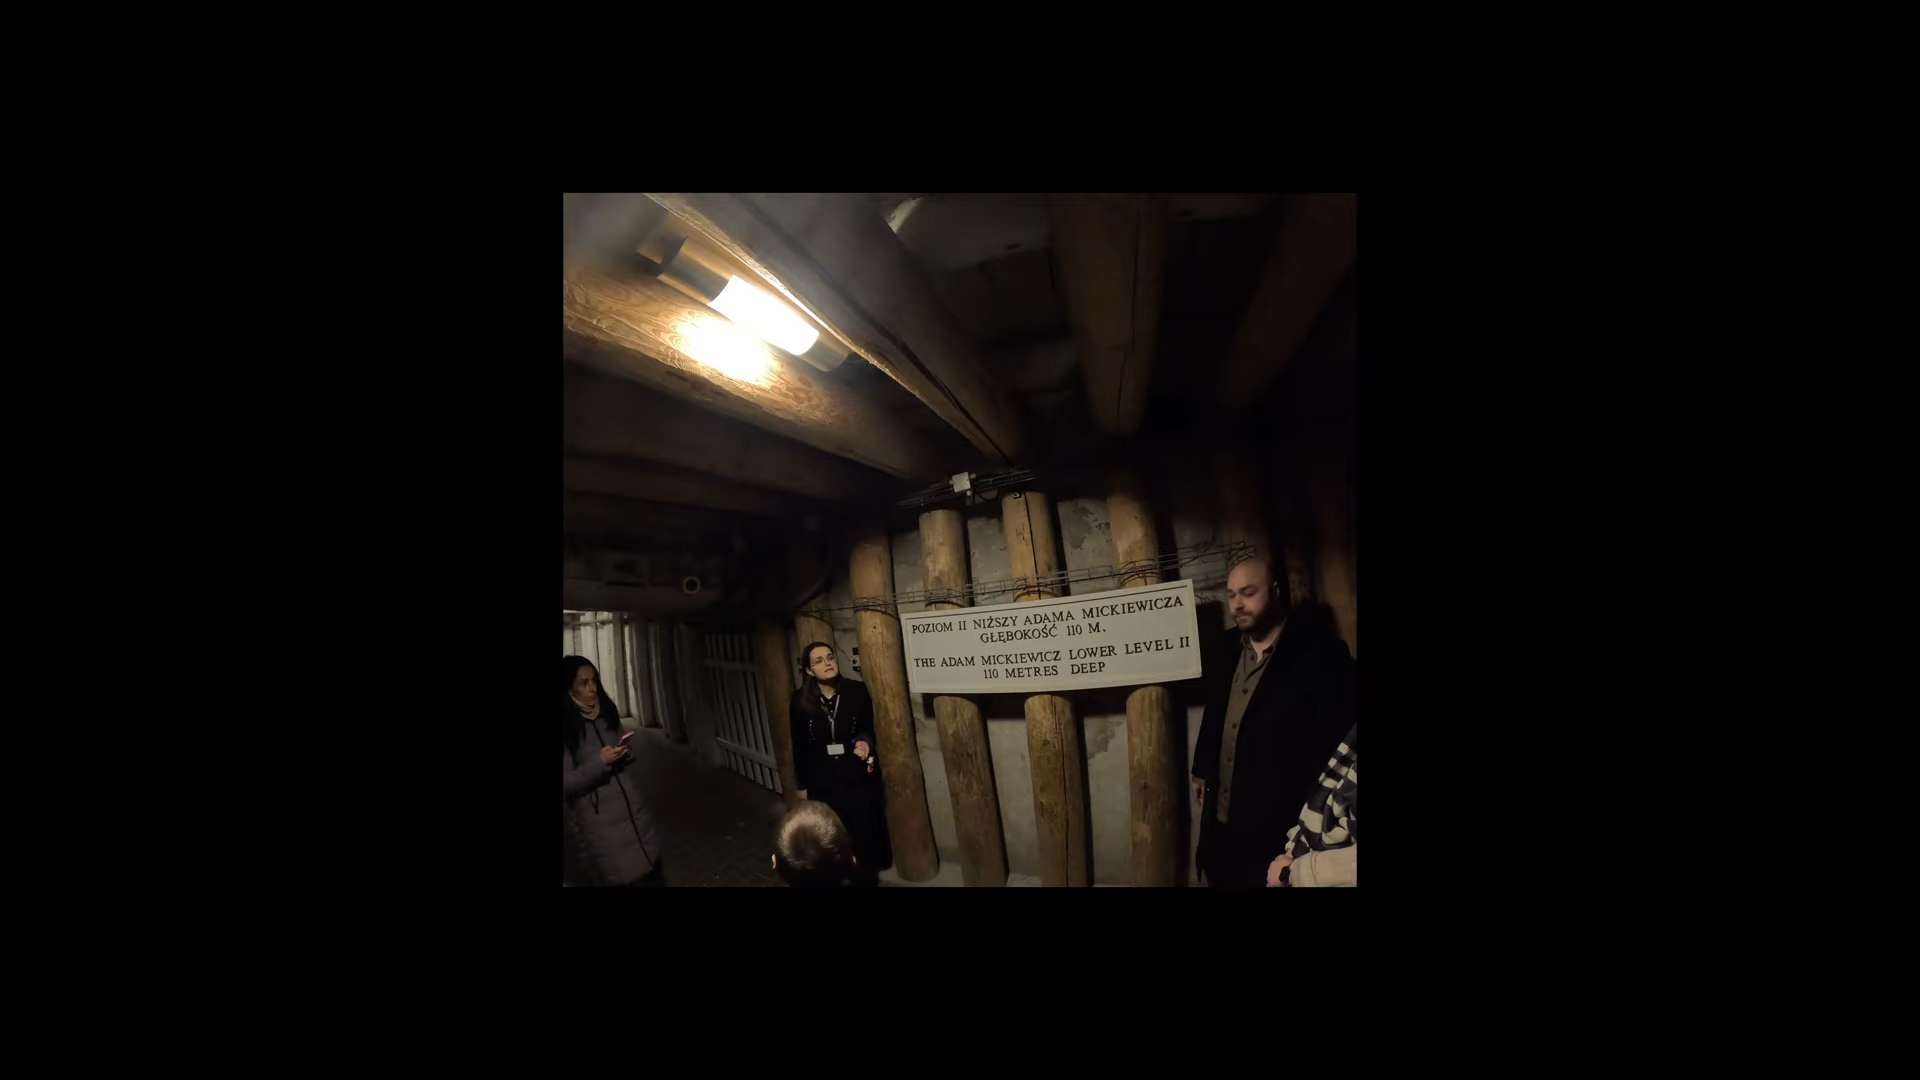 POZIOM II NIŻSZY ADAMA MICKIEWICZA
GŁĘBOKOŚĆ 110 M.
THE ADAM MICKIEWICZ LOWER LEVEL II
110 METRES DEEP